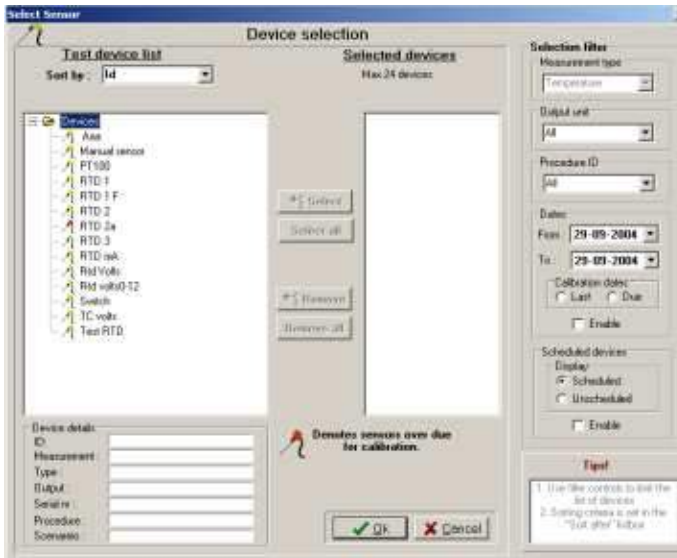 Select Sensor
Device selection
Test device list
Sort by : Id
Selected devices
Max 24 devices
Devices
Aaa
Manual sensor
PT100
RTD 1
RTD 1 F
RTD 2
RTD 2a
RTD 3
RTD mA
Rtd Volts
Rtd volts0-12
Switch
TC volts
Test RTD
Select
Select all
Remove
Remove all
Device details
ID
Measurement
Type :
Output
Serial nr :
Procedure
Scenario
Denotes sensors over due
for calibration.
Ok
Cancel
Selection filter
Measurement type
Temperature
Output unit
All
Procedure ID
All
Dates
From : 29-09-2004
To : 29-09-2004
Calibration dates
Last Due
Enable
Scheduled devices
Display
Scheduled
Unscheduled
Enable
Tips!
1. Use filter controls to limit the
list of devices
2. Sorting criteria is set in the
"Sort after" listbox